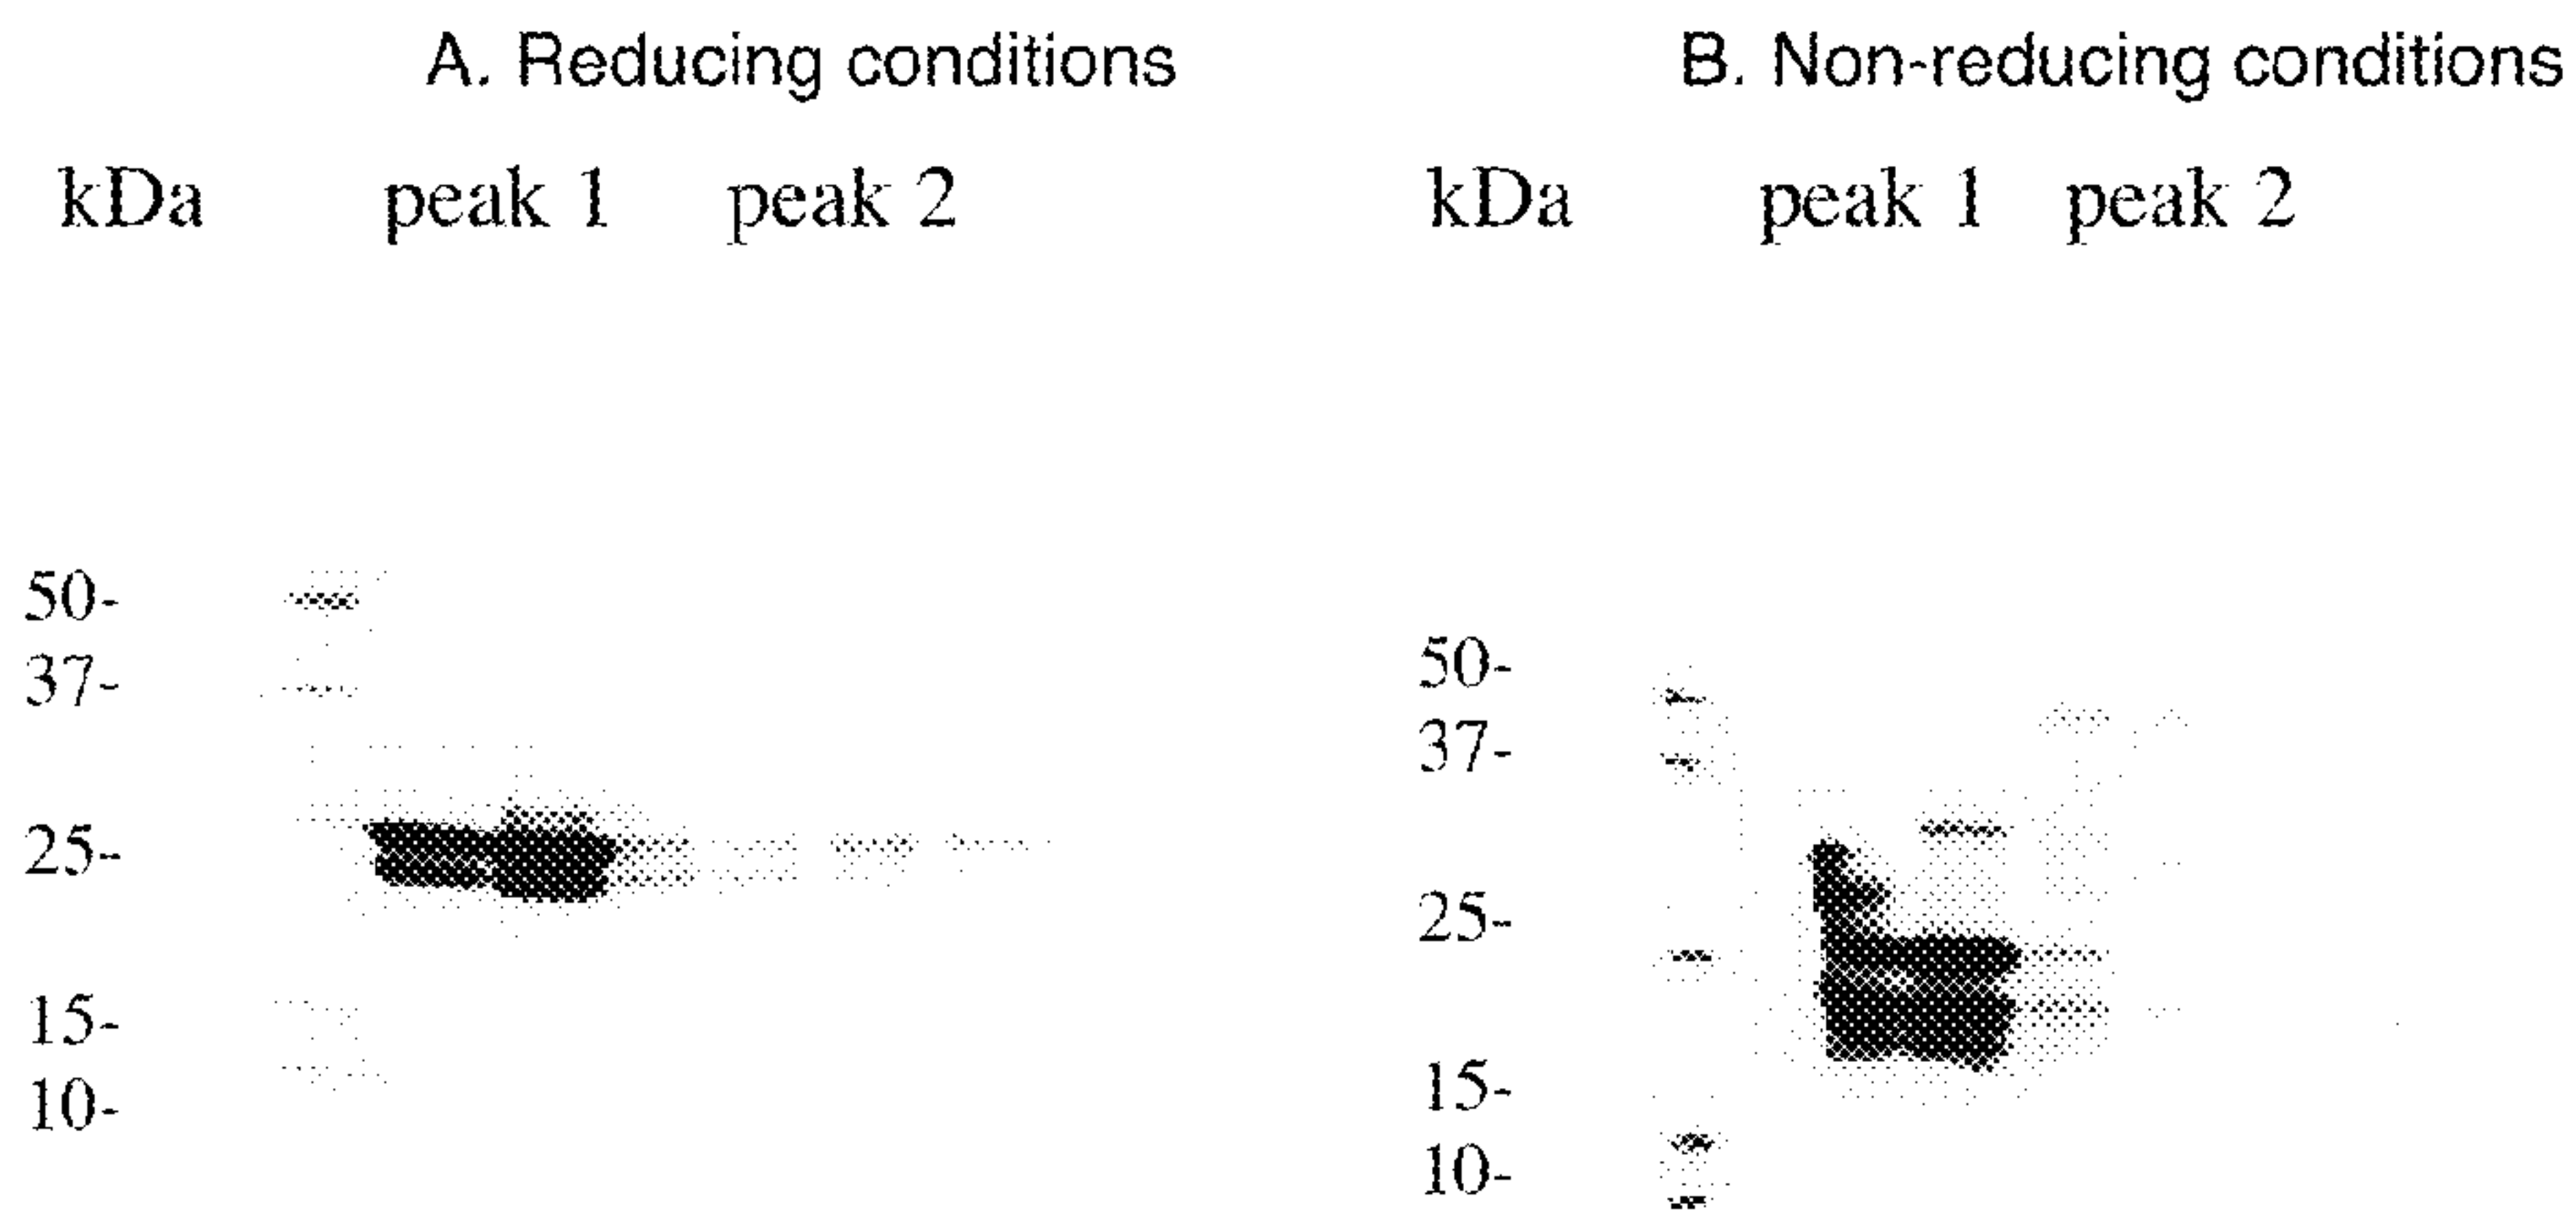 A. Reducing conditions
kDa peak 1 peak 2
50-
37-
25-
15-
10-
B. Non-reducing conditions
kDa peak 1 peak 2
50-
37-
25-
15-
10-